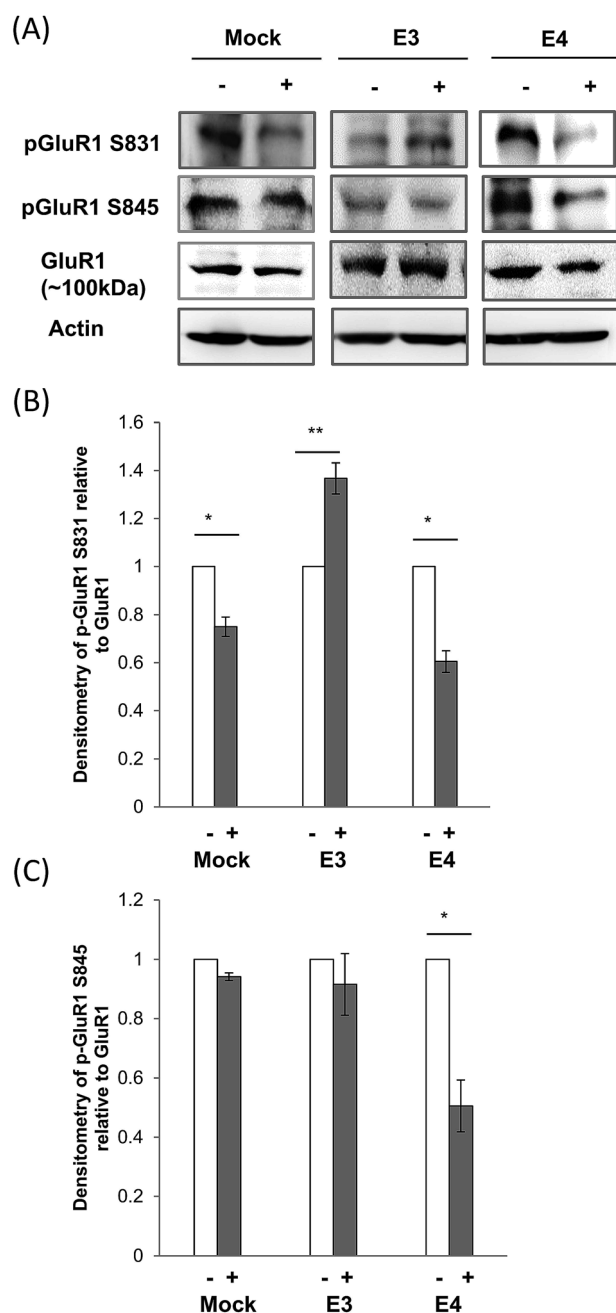 (A)
Mock E3 E4
- + - + - +
pGluR1 S831
pGluR1 S845
GluR1
(~100kDa)
Actin
(B)
Densitometry of p-GluR1 S831 relative
to GluR1
1.6
1.4
1.2
1
0.8
0.6
0.4
0.2
0
* ** *
- + - + - +
Mock E3 E4
(C)
Densitometry of p-GluR1 S845
relative to GluR1
1.2
1
0.8
0.6
0.4
0.2
0
*
- + - + - +
Mock E3 E4